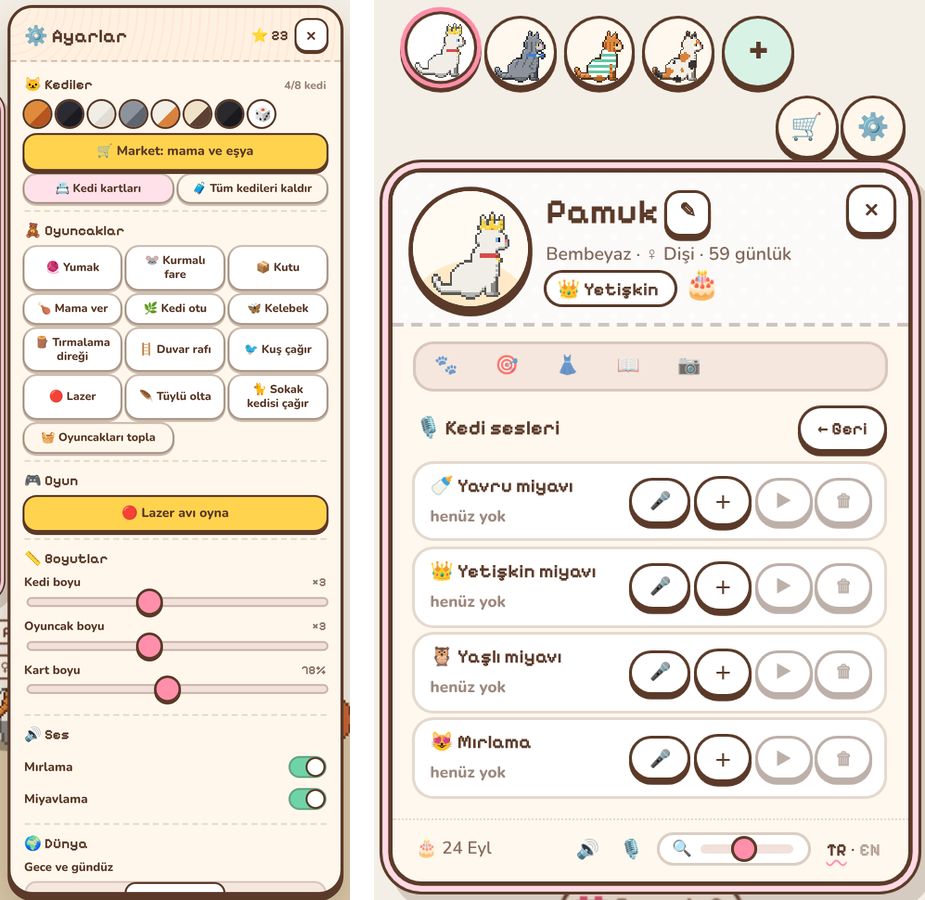 Ayarlar
23
Kediler
4/8 kedi
Market: mama ve eşya
Kedi kartları
Tüm kedileri kaldır
Oyuncaklar
Yumak
Kurmalı
fare
Kutu
Mama ver
Kedi otu
Kelebek
Tırmalama
direği
Duvar rafı
Kuş çağır
Lazer
Tüylü olta
Sokak
kedisi çağır
Oyuncakları topla
Oyun
Lazer avı oyna
Boyutlar
Kedi boyu
×3
Oyuncak boyu
×3
Kart boyu
78%
Ses
Mırlama
Miyavlama
Dünya
Gece ve gündüz
Pamuk
Bembeyaz · ♀ Dişi · 59 günlük
Yetişkin
Kedi sesleri
← Geri
Yavru miyavı
henüz yok
Yetişkin miyavı
henüz yok
Yaşlı miyavı
henüz yok
Mırlama
henüz yok
24 Eyl
TR · EN